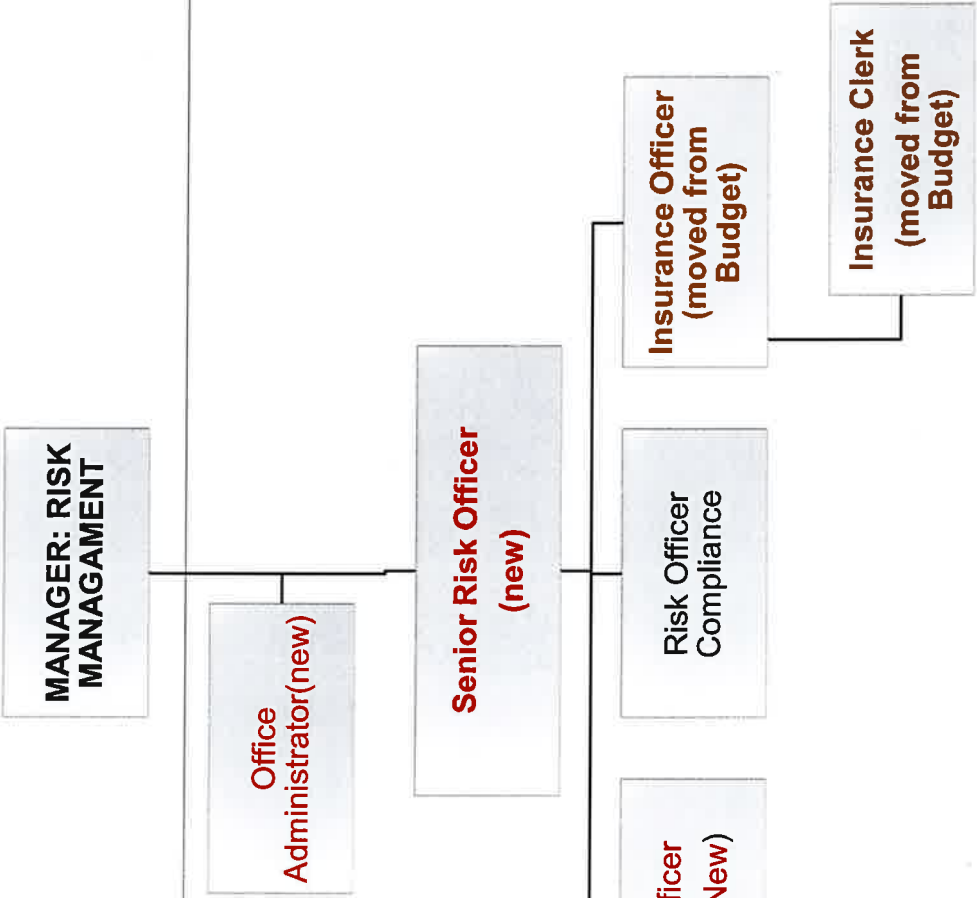 MANAGER: RISK
MANAGAMENT
Office
Administrator(new)
Senior Risk Officer
(new)
Risk Officer
Compliance
Insurance Officer
(moved from
Budget)
Insurance Clerk
(moved from
Budget)